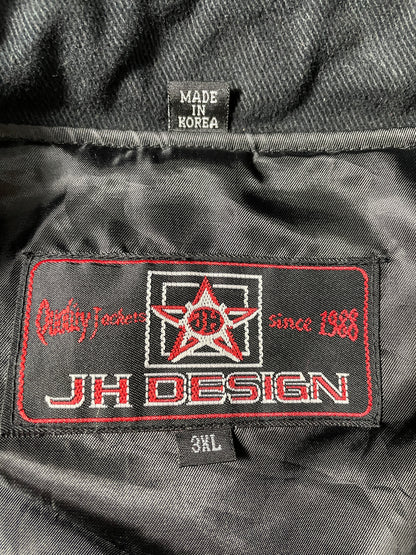 MADE
IN
KOREA
Quality Jackets JH Since 1988
JH DESIGN
3XL